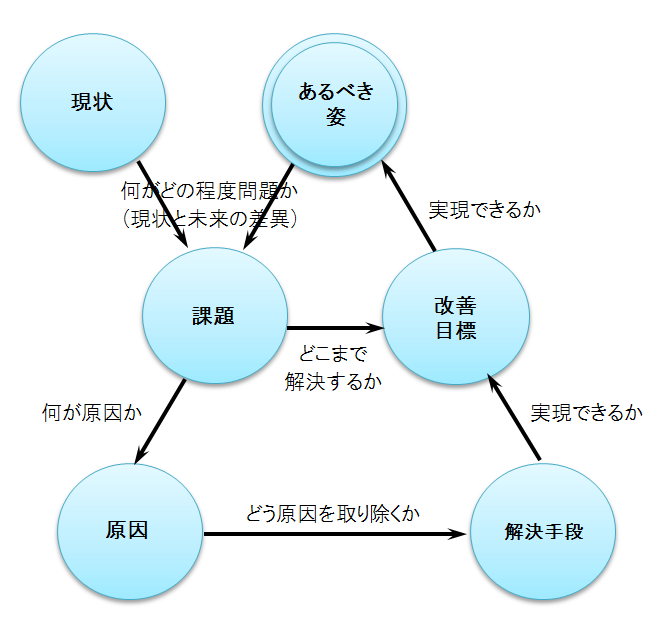 現状
あるべき
姿
何がどの程度問題か
（現状と未来の差異）
実現できるか
課題
改善
目標
どこまで
解決するか
何が原因か
実現できるか
原因
どう原因を取り除くか
解決手段